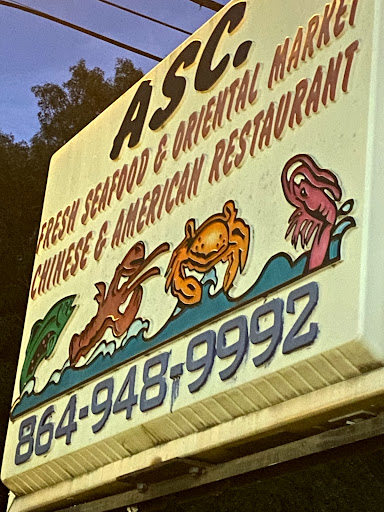 ASC.
FRESH SEAFOOD & ORIENTAL MARKET
CHINESE & AMERICAN RESTAURANT
864-948-9992